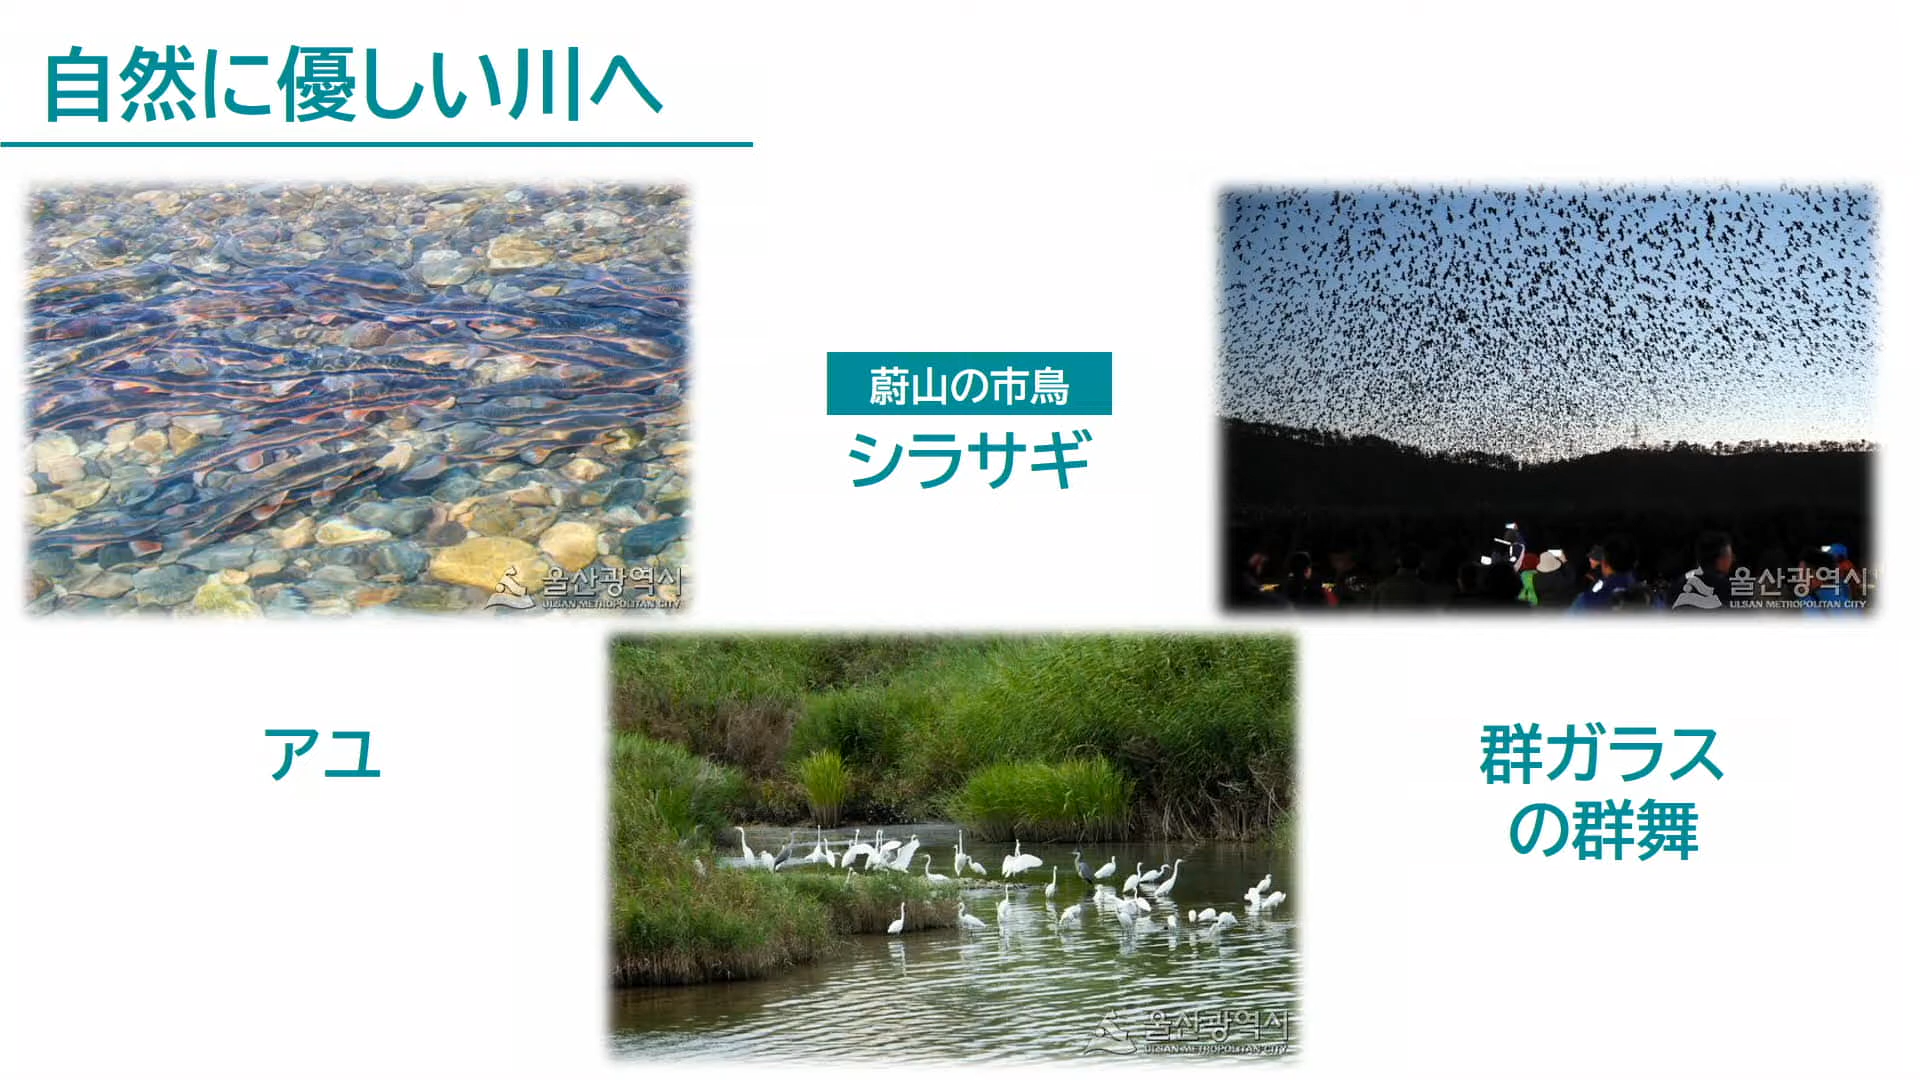 自然に優しい川へ
울산광역시
ULSAN METROPOLITAN CITY
蔚山の市鳥
シラサギ
울산광역시
ULSAN METROPOLITAN CITY
アユ
群ガラス
の群舞
울산광역시
ULSAN METROPOLITAN CITY